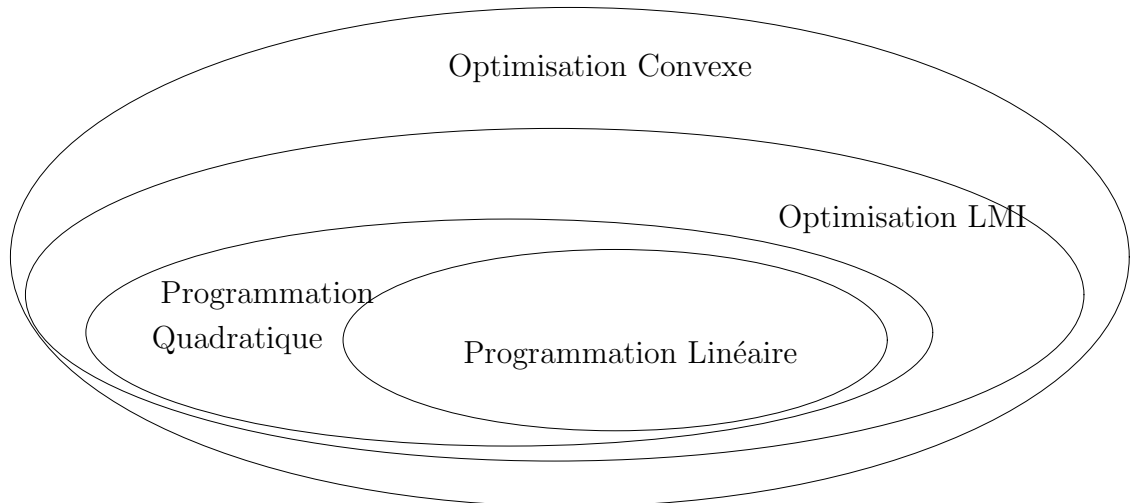 Optimisation Convexe
Optimisation LMI
Programmation
Quadratique
Programmation Linéaire